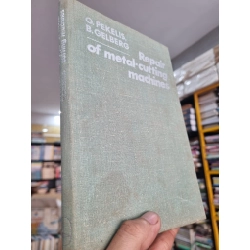 G. PEKELIS,
B. GELBERG
Repair
of metal-cutting
machines